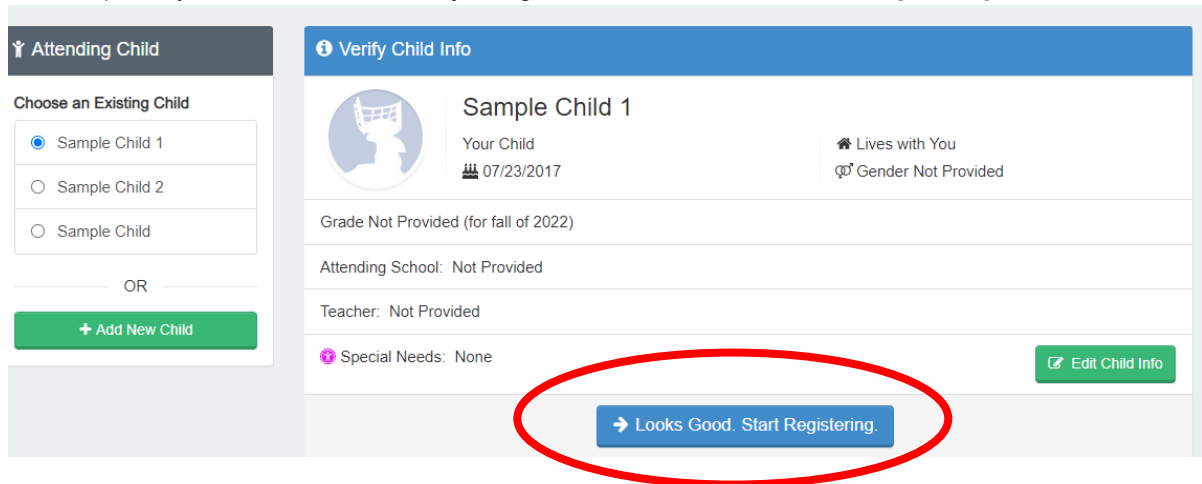 Attending Child
Choose an Existing Child
Sample Child 1
Sample Child 2
Sample Child
OR
+ Add New Child
Verify Child Info
Sample Child 1
Your Child
07/23/2017
Lives with You
Gender Not Provided
Grade Not Provided (for fall of 2022)
Attending School: Not Provided
Teacher: Not Provided
Special Needs: None
Edit Child Info
Looks Good. Start Registering.